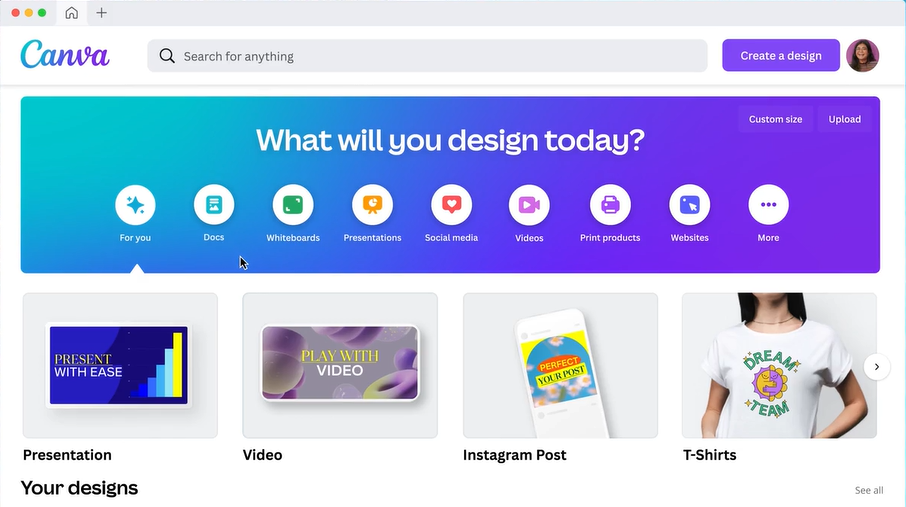 Canva
Search for anything
Create a design
Custom size
Upload
What will you design today?
For you
Docs
Whiteboards
Presentations
Social media
Videos
Print products
Websites
More
PRESENT
WITH EASE
PLAY WITH
VIDEO
PERFECT
YOUR POST
DREAM
TEAM
Presentation
Video
Instagram Post
T-Shirts
Your designs
See all